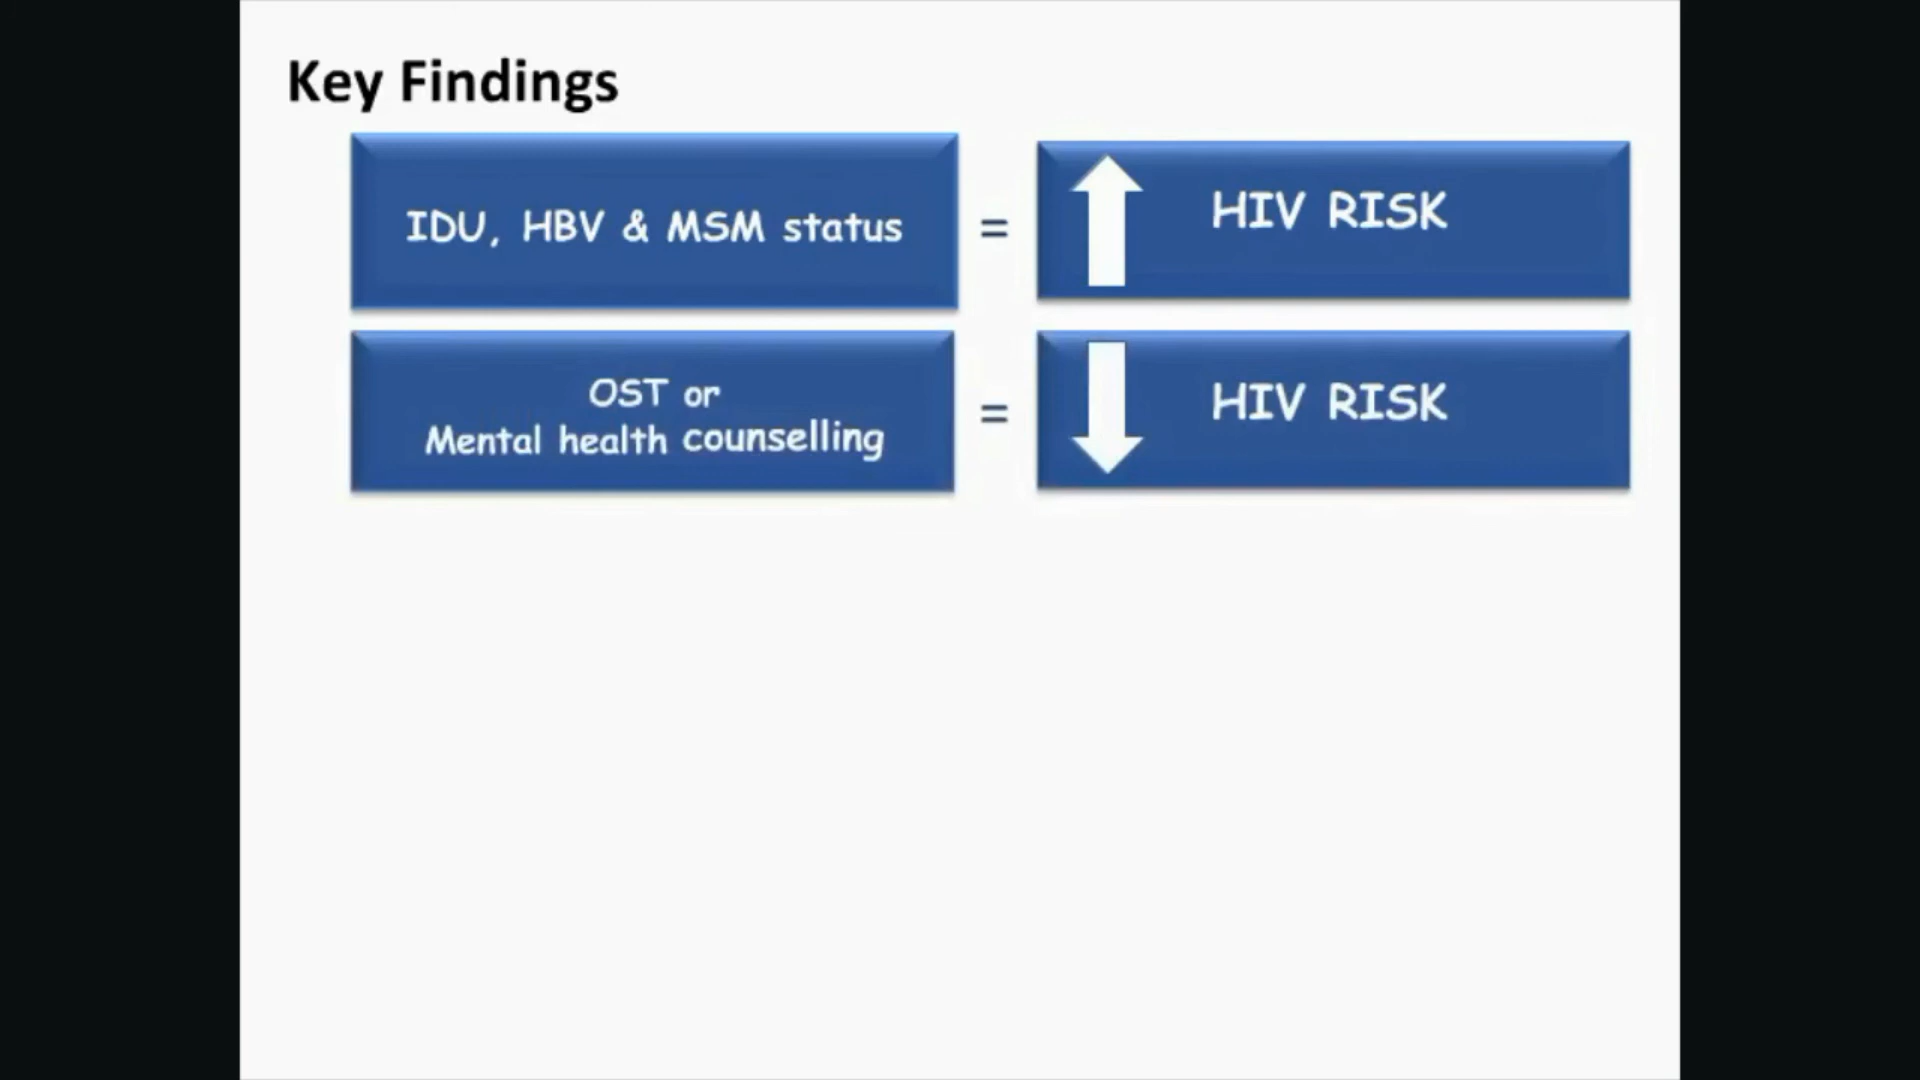 Key Findings
IDU, HBV & MSM status = HIV RISK
OST or
Mental health counselling = HIV RISK